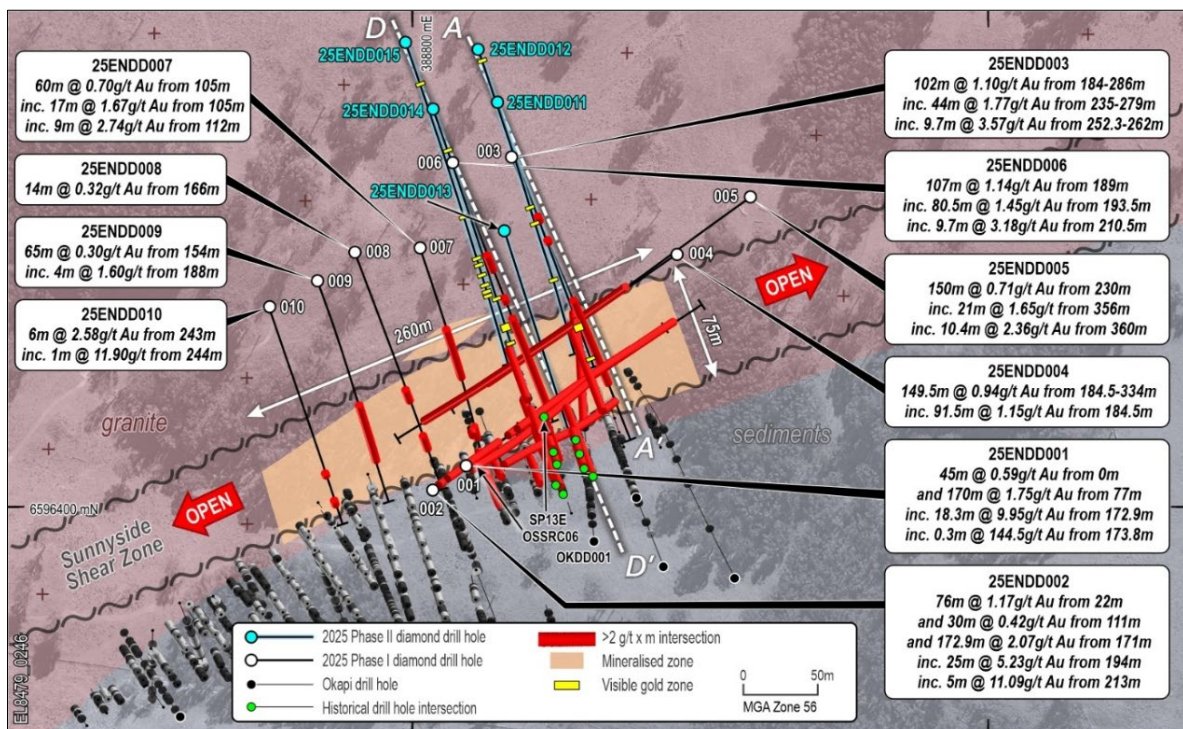 D
A
25ENDD015
388800 mE
25ENDD012
25ENDD014
25ENDD011
006
003
25ENDD013
005
004
007
008
009
010
260m
75m
OPEN
OPEN
granite
sediments
Sunnyside
Shear Zone
6596400 mN
001
002
SP13E
OSSRC06
OKDD001
A'
D'
25ENDD007
60m @ 0.70g/t Au from 105m
inc. 17m @ 1.67g/t Au from 105m
inc. 9m @ 2.74g/t Au from 112m
25ENDD008
14m @ 0.32g/t Au from 166m
25ENDD009
65m @ 0.30g/t Au from 154m
inc. 4m @ 1.60g/t Au from 188m
25ENDD010
6m @ 2.58g/t Au from 243m
inc. 1m @ 11.90g/t from 244m
25ENDD003
102m @ 1.10g/t Au from 184-286m
inc. 44m @ 1.77g/t Au from 235-279m
inc. 9.7m @ 3.57g/t Au from 252.3-262m
25ENDD006
107m @ 1.14g/t Au from 189m
inc. 80.5m @ 1.45g/t Au from 193.5m
inc. 9.7m @ 3.18g/t Au from 210.5m
25ENDD005
150m @ 0.71g/t Au from 230m
inc. 21m @ 1.65g/t Au from 356m
inc. 10.4m @ 2.36g/t Au from 360m
25ENDD004
149.5m @ 0.94g/t Au from 184.5-334m
inc. 91.5m @ 1.15g/t Au from 184.5m
25ENDD001
45m @ 0.59g/t Au from 0m
and 170m @ 1.75g/t Au from 77m
inc. 18.3m @ 9.95g/t Au from 172.9m
inc. 0.3m @ 144.5g/t Au from 173.8m
25ENDD002
76m @ 1.17g/t Au from 22m
and 30m @ 0.42g/t Au from 111m
and 172.9m @ 2.07g/t Au from 171m
inc. 25m @ 5.23g/t Au from 194m
inc. 5m @ 11.09g/t Au from 213m
2025 Phase II diamond drill hole
2025 Phase I diamond drill hole
Okapi drill hole
Historical drill hole intersection
>2 g/t x m intersection
Mineralised zone
Visible gold zone
0 50m
MGA Zone 56
EL8479_0246